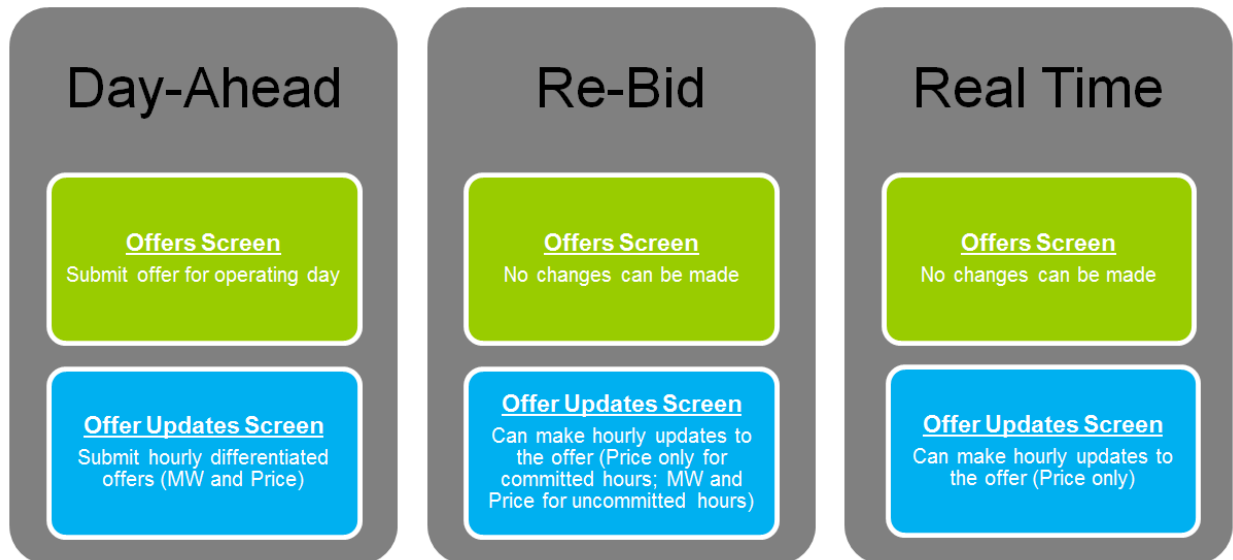 Day-Ahead
Offers Screen
Submit offer for operating day
Offer Updates Screen
Submit hourly differentiated
offers (MW and Price)
Re-Bid
Offers Screen
No changes can be made
Offer Updates Screen
Can make hourly updates to
the offer (Price only for
committed hours; MW and
Price for uncommitted hours)
Real Time
Offers Screen
No changes can be made
Offer Updates Screen
Can make hourly updates to
the offer (Price only)